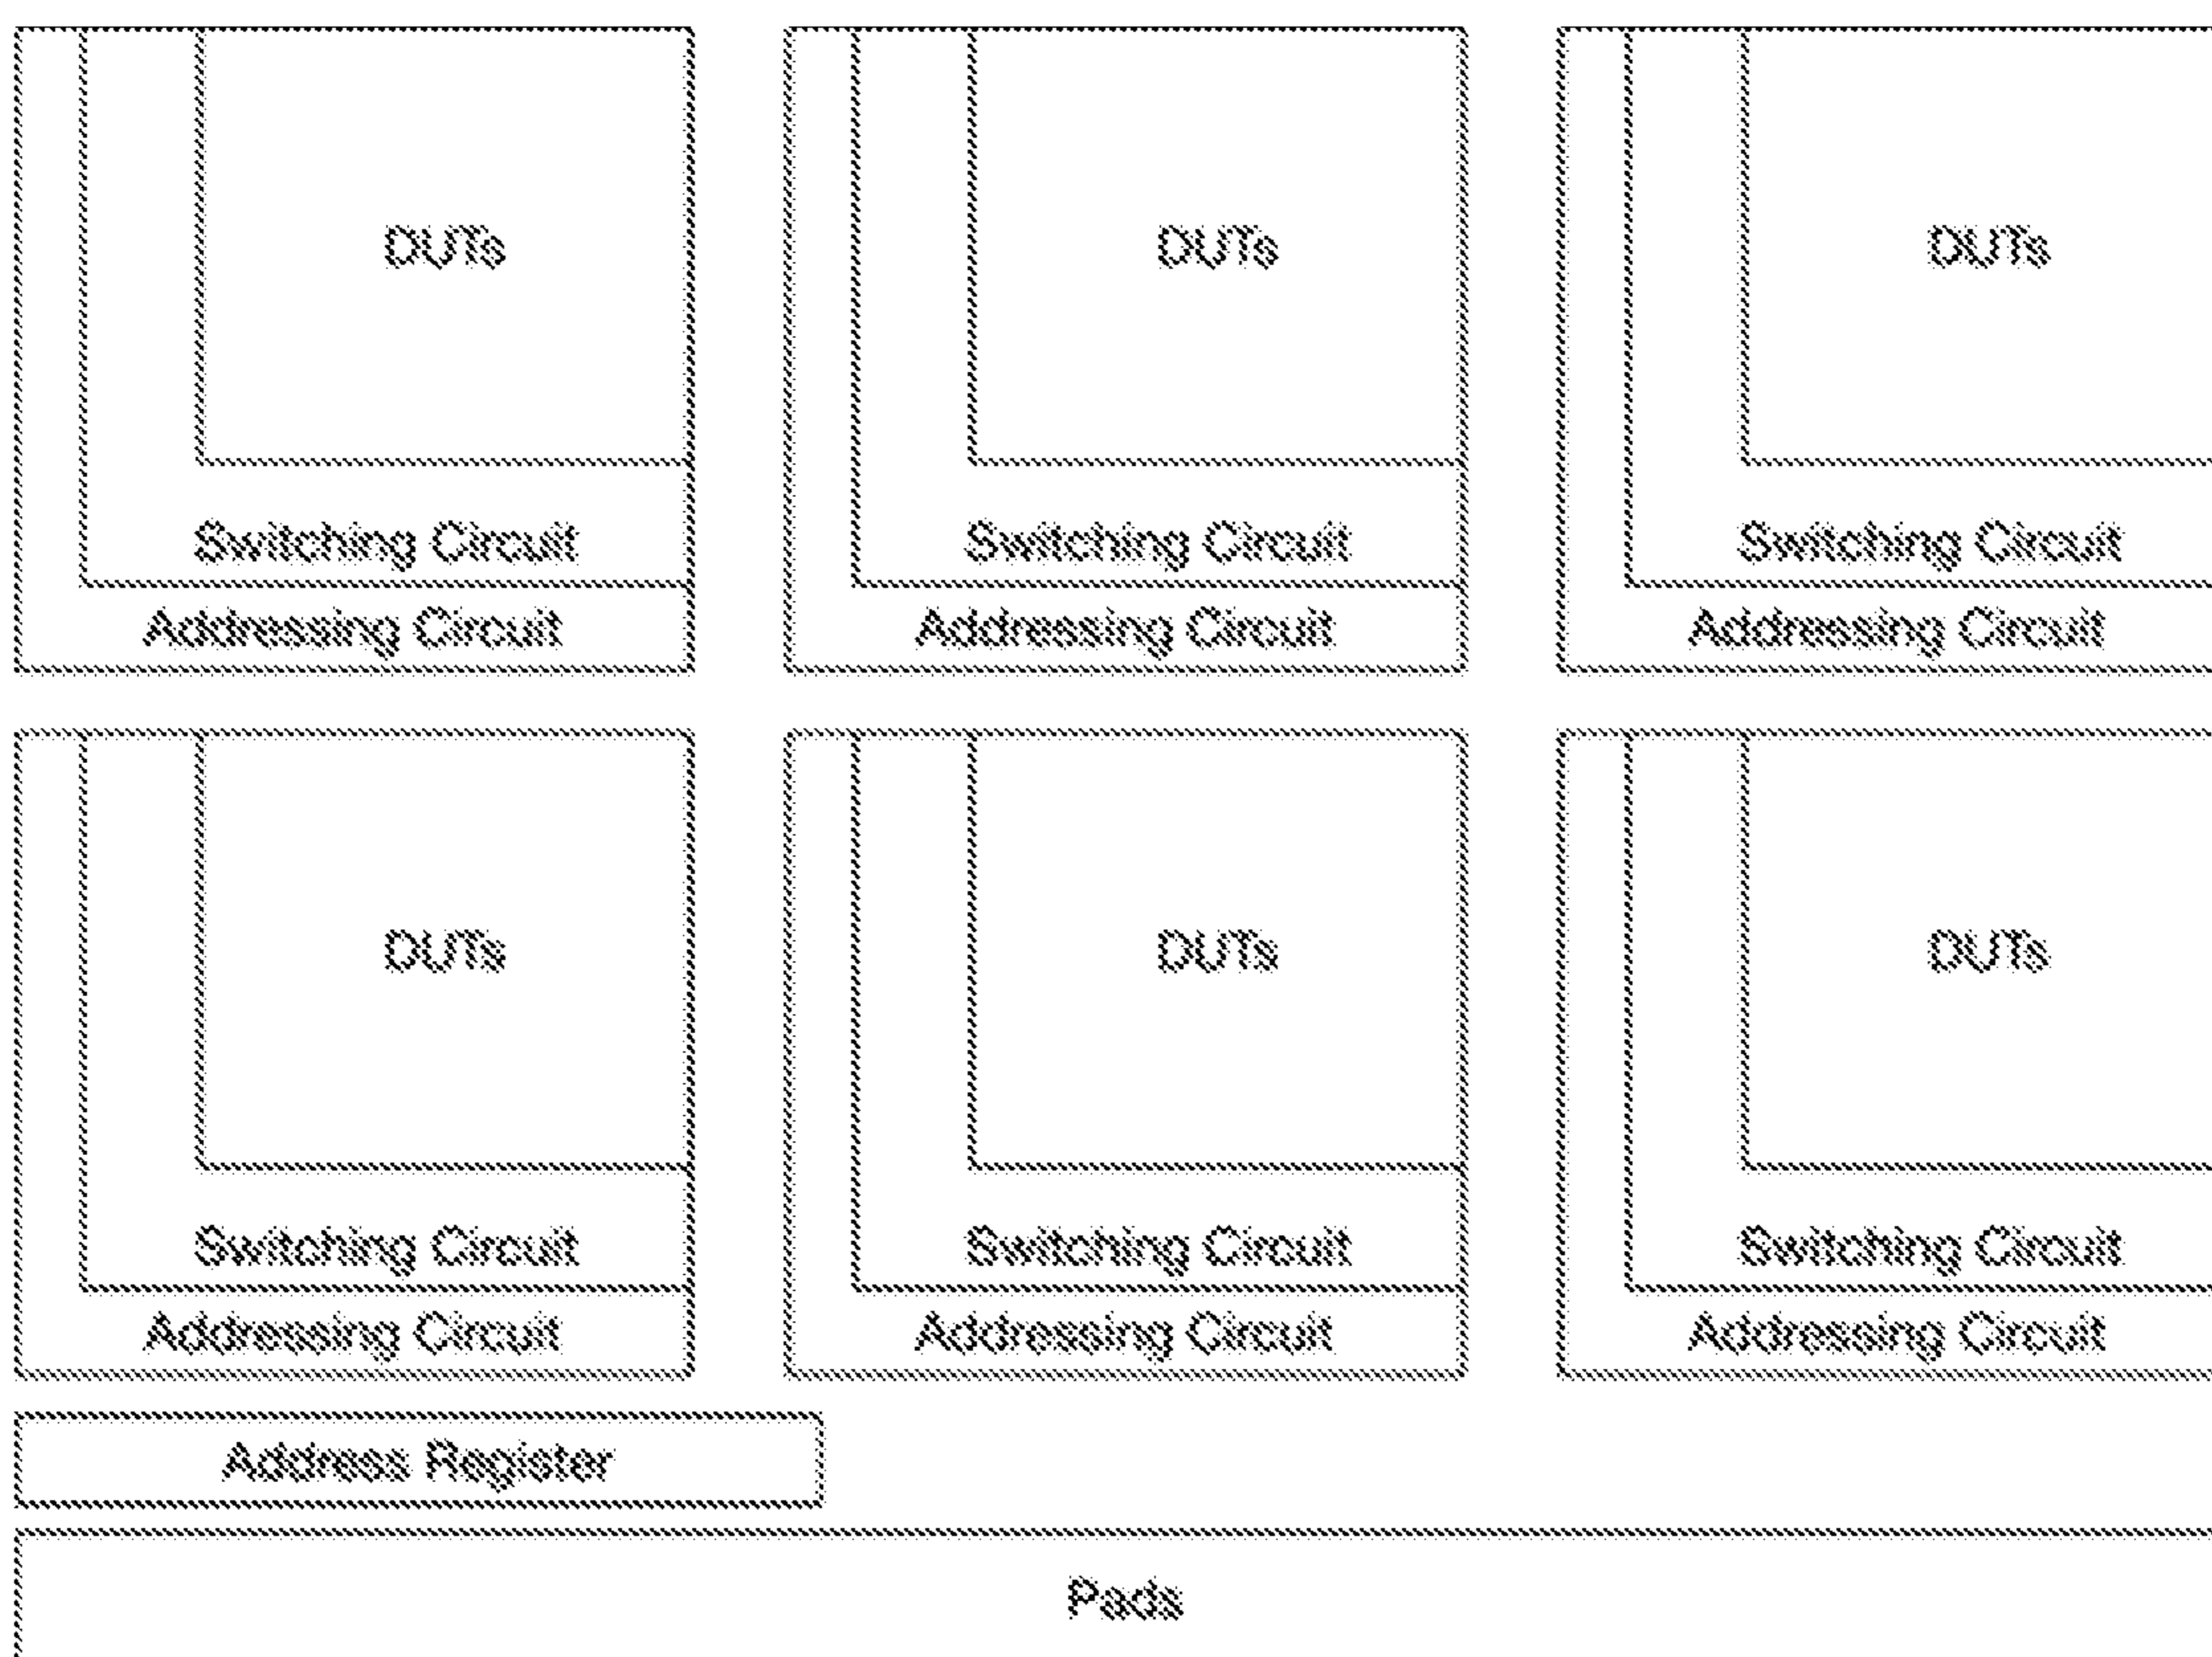 DUTs DUTs DUTs
Switching Circuit Switching Circuit Switching Circuit
Addressing Circuit Addressing Circuit Addressing Circuit
DUTs DUTs DUTs
Switching Circuit Switching Circuit Switching Circuit
Addressing Circuit Addressing Circuit Addressing Circuit
Address Register
Pads